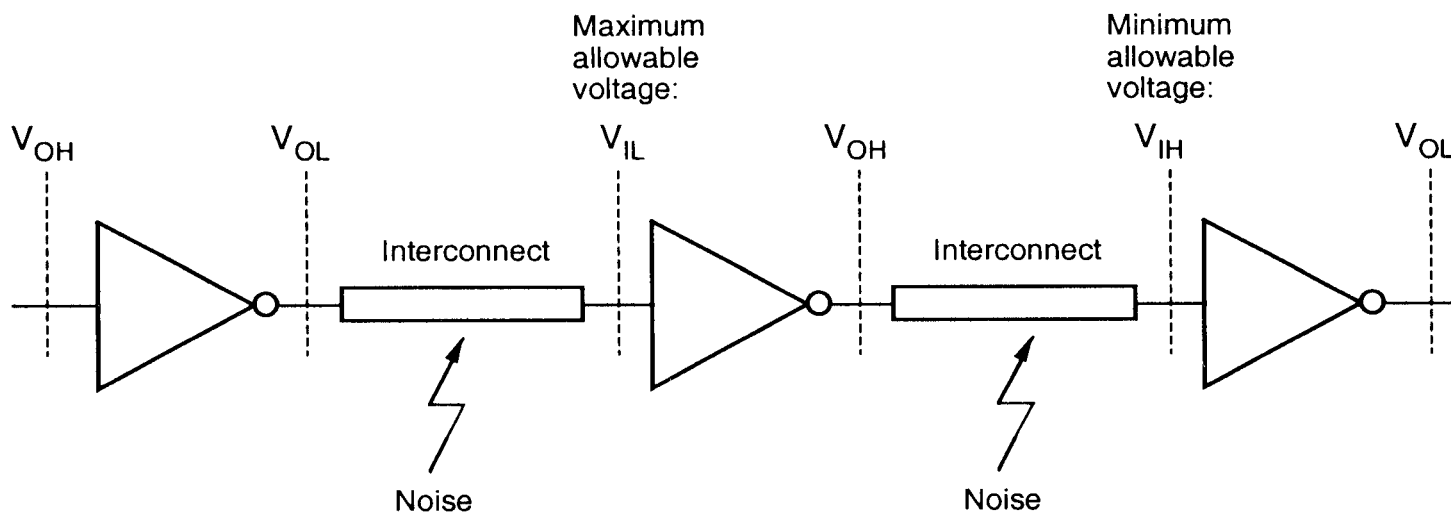 Maximum
allowable
voltage:
Minimum
allowable
voltage:
V_OH
V_OL
V_IL
V_OH
V_IH
V_OL
Interconnect
Interconnect
Noise
Noise